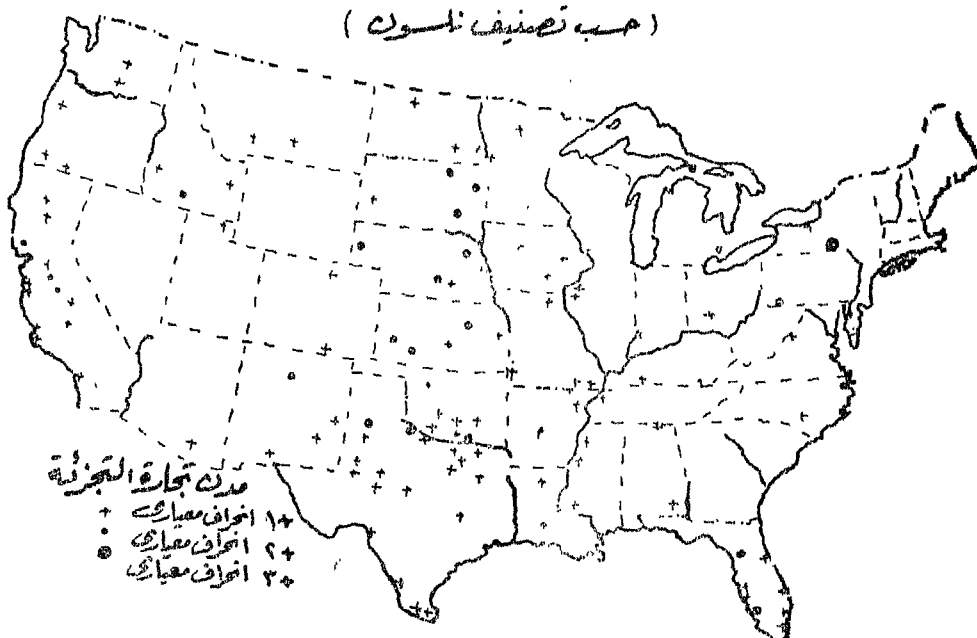 ( حسب تصنيف نلسون )
مدن تجارة التجزئة
+١ انحراف معياري
+٢ انحراف معياري
+٣ انحراف معياري